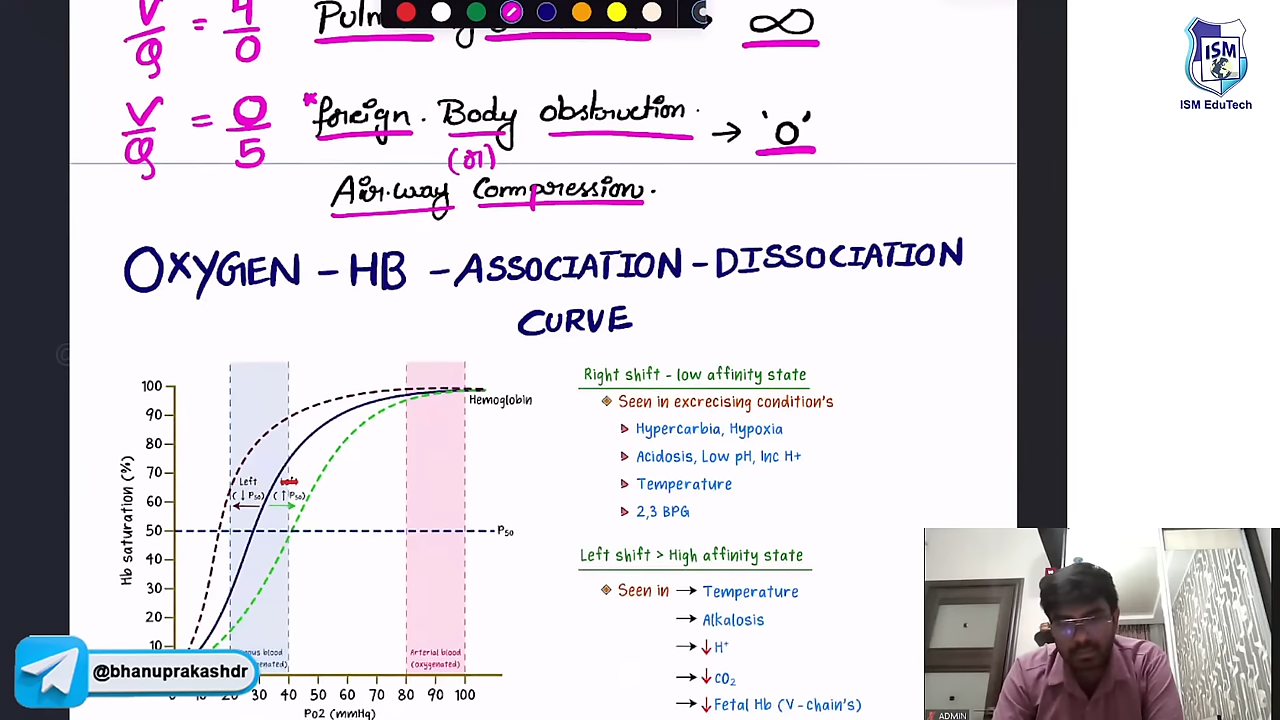 V/Q = 4/0 Pulm ∞
V/Q = 0/5 *foreign. Body obstruction. → '0'
(or)
Air.way Compression.
OXYGEN - HB - ASSOCIATION - DISSOCIATION
CURVE
Hb saturation (%)
100
90
80
70
60
50
40
30
20
10
Left
(↓ P50) (↑ P50)
Hemoglobin
P50
Arterial blood
(oxygenated)
30 40 50 60 70 80 90 100
Po2 (mmHg)
Right shift - low affinity state
Seen in excrecising condition's
Hypercarbia, Hypoxia
Acidosis, Low pH, Inc H+
Temperature
2,3 BPG
Left shift > High affinity state
Seen in → Temperature
→ Alkalosis
→ ↓ H+
→ ↓ CO2
→ ↓ Fetal Hb (V-chain's)
ISM
ISM EduTech
@bhanuprakashdr
ADMIN